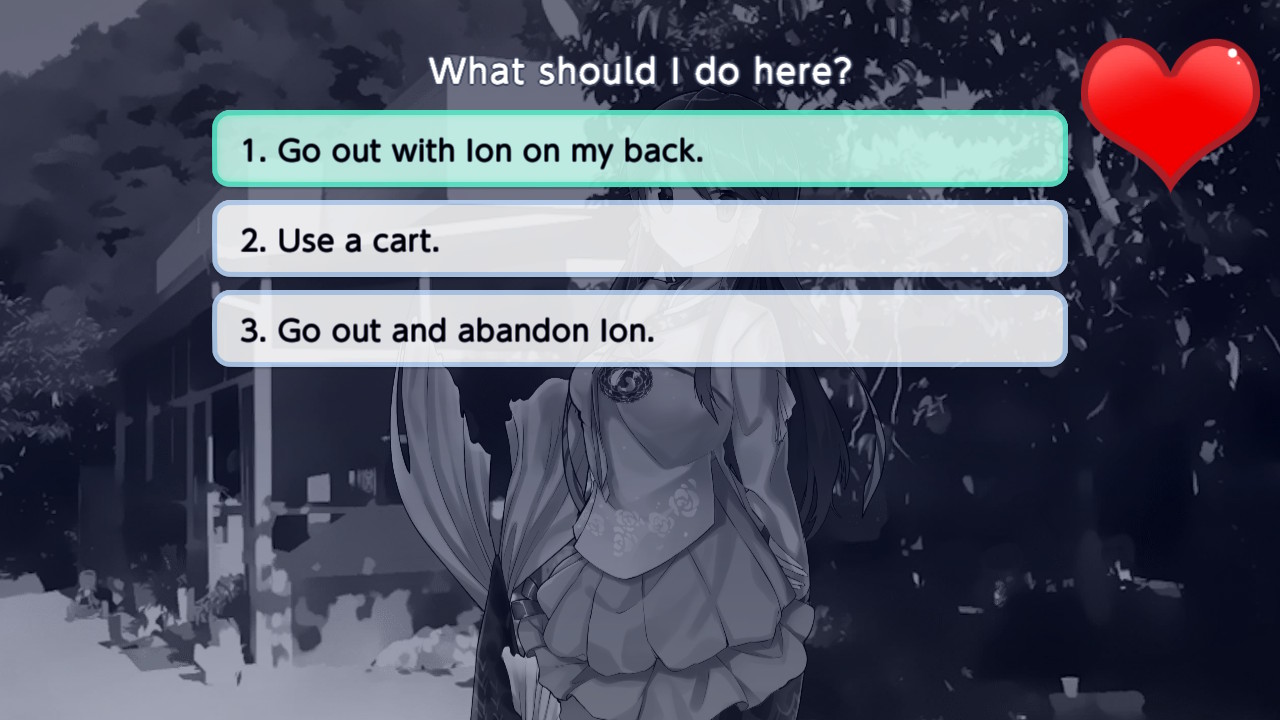 What should I do here?
1. Go out with Ion on my back.
2. Use a cart.
3. Go out and abandon Ion.